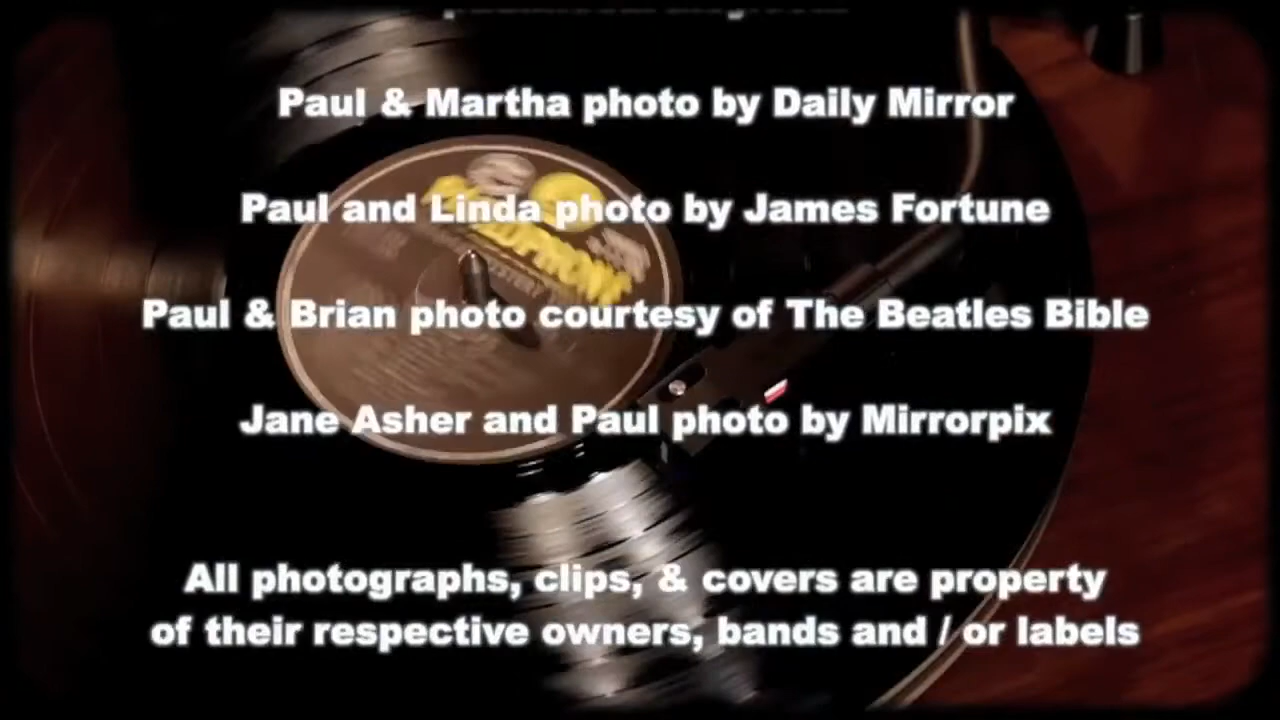 Paul & Martha photo by Daily Mirror
Paul and Linda photo by James Fortune
Paul & Brian photo courtesy of The Beatles Bible
Jane Asher and Paul photo by Mirrorpix
All photographs, clips, & covers are property
of their respective owners, bands and / or labels